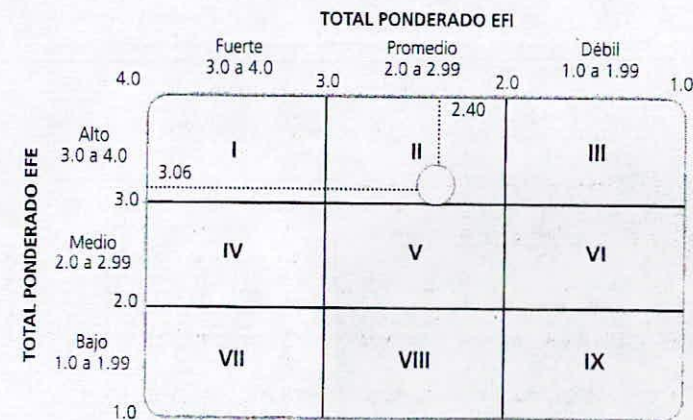 TOTAL PONDERADO EFI
Fuerte
3.0 a 4.0
Promedio
2.0 a 2.99
Débil
1.0 a 1.99
4.0
3.0
2.0
1.0
TOTAL PONDERADO EFE
Alto
3.0 a 4.0
Medio
2.0 a 2.99
Bajo
1.0 a 1.99
3.0
2.0
1.0
2.40
3.06
I
II
III
IV
V
VI
VII
VIII
IX